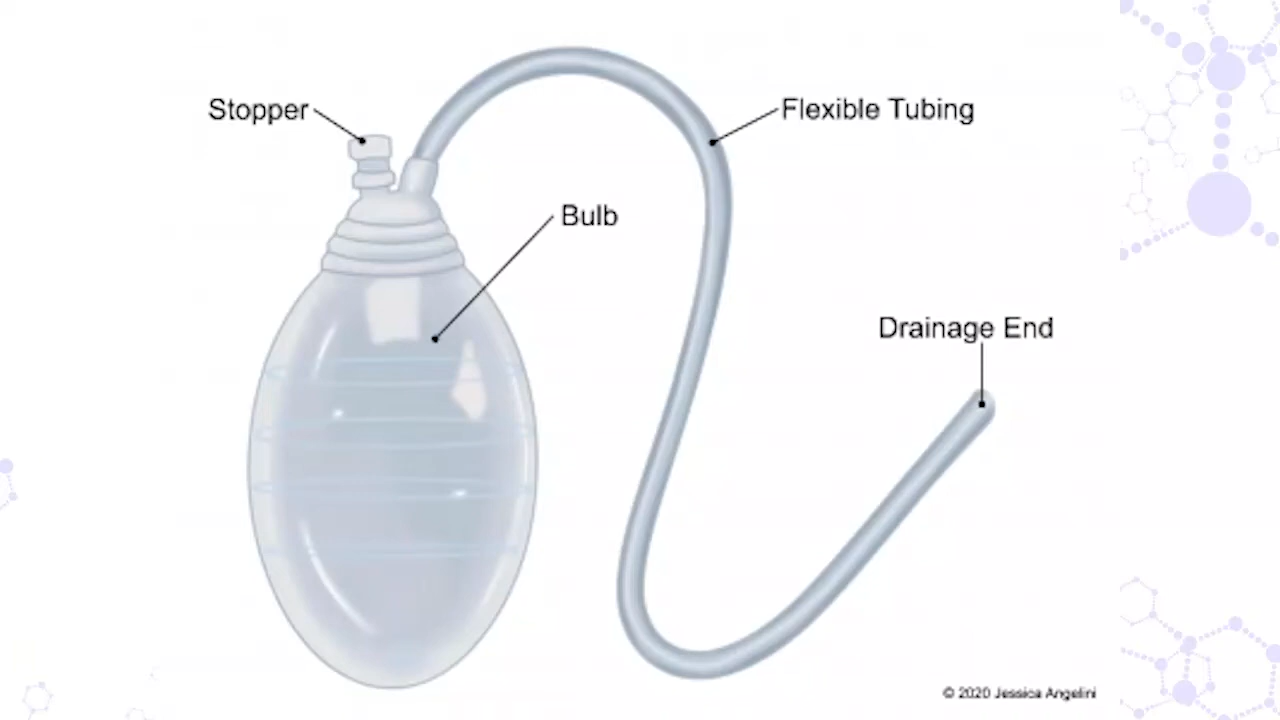 Stopper
Flexible Tubing
Bulb
Drainage End
© 2020 Jessica Angelini